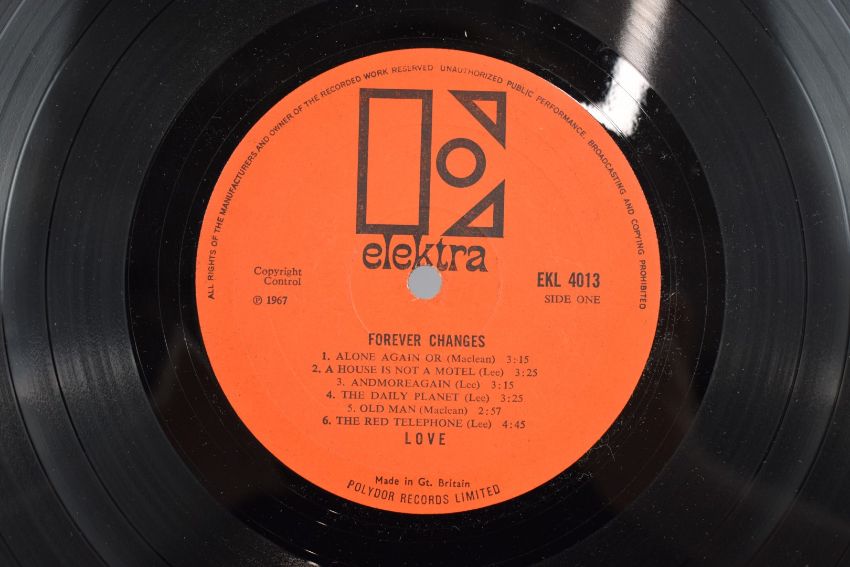 ALL RIGHTS OF THE MANUFACTURERS AND OWNER OF THE RECORDED WORK RESERVED UNAUTHORIZED PUBLIC PERFORMANCE, BROADCASTING AND COPYING PROHIBITED
elektra
Copyright
Control
℗ 1967
EKL 4013
SIDE ONE
FOREVER CHANGES
1. ALONE AGAIN OR (Maclean) 3:15
2. A HOUSE IS NOT A MOTEL (Lee) 3:25
3. ANDMOREAGAIN (Lee) 3:15
4. THE DAILY PLANET (Lee) 3:25
5. OLD MAN (Maclean) 2:57
6. THE RED TELEPHONE (Lee) 4:45
LOVE
Made in Gt. Britain
POLYDOR RECORDS LIMITED